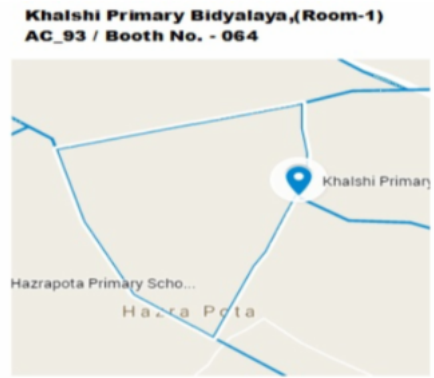 Khalshi Primary Bidyalaya,(Room-1)
AC_93 / Booth No. - 064
Khalshi Primary
Hazrapota Primary Scho...
Hazra Pota